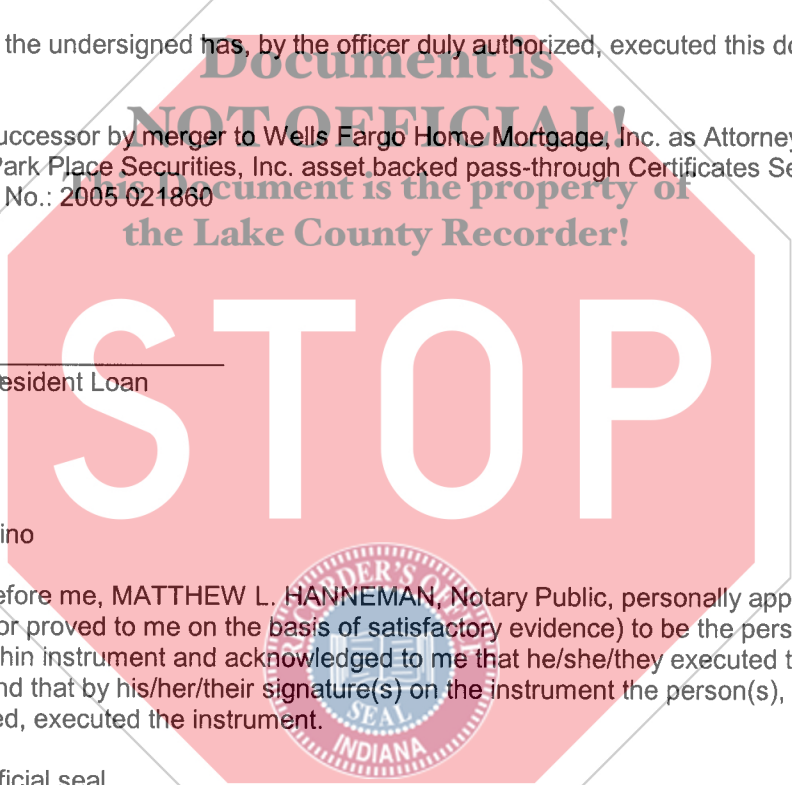 the undersigned has, by the officer duly authorized, executed this do
Document is
NOT OFFICIAL!
uccessor by merger to Wells Fargo Home Mortgage, Inc. as Attorney
Park Place Securities, Inc. asset backed pass-through Certificates Se
This Document is the property of
No.: 2005 021860
the Lake County Recorder!
STOP
esident Loan
ino
RECORDER'S OFFICE
efore me, MATTHEW L. HANNEMAN, Notary Public, personally app
or proved to me on the basis of satisfactory evidence) to be the pers
thin instrument and acknowledged to me that he/she/they executed t
nd that by his/her/their signature(s) on the instrument the person(s),
SEAL
ed, executed the instrument.
INDIANA
ficial seal